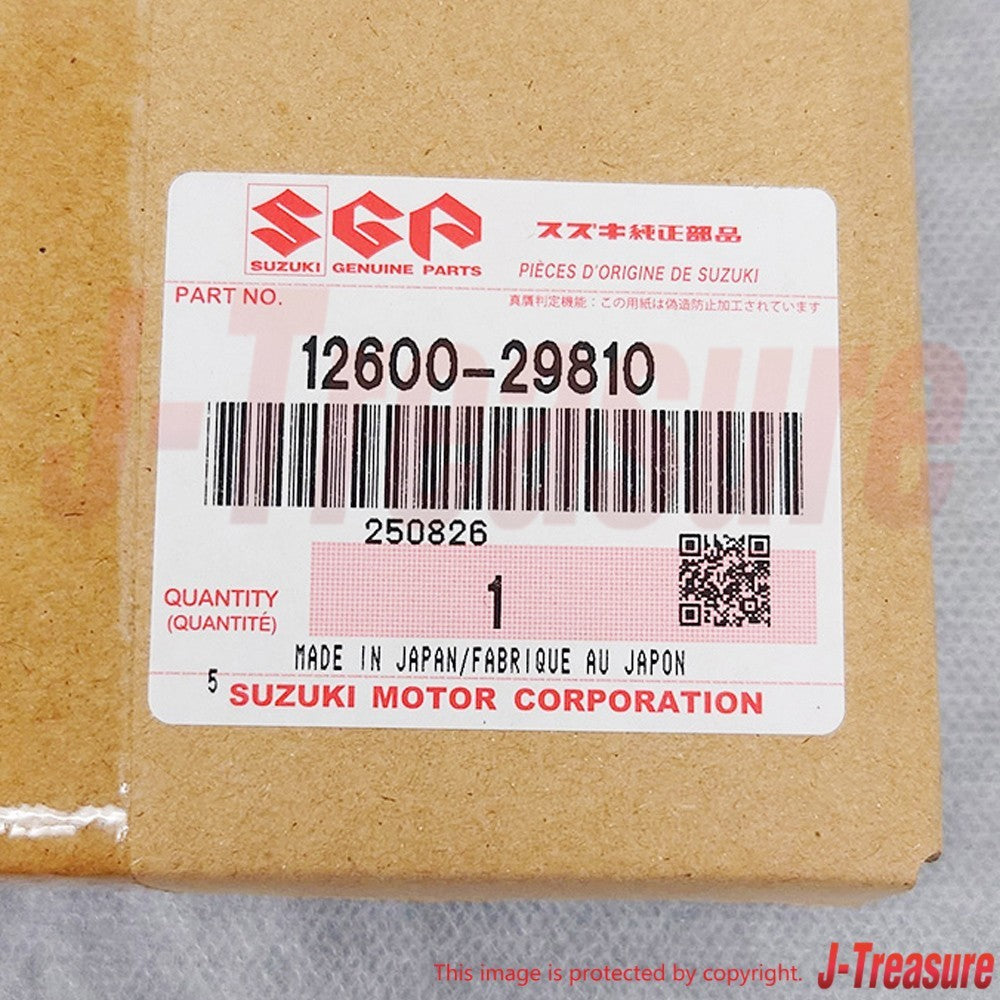 SGP
SUZUKI GENUINE PARTS
スズキ純正部品
PIÈCES D'ORIGINE DE SUZUKI
PART NO.
真贋判定機能：この用紙は偽造防止加工されています
12600-29810
250826
QUANTITY
(QUANTITÉ)
1
MADE IN JAPAN/FABRIQUE AU JAPON
5
SUZUKI MOTOR CORPORATION
J-Treasure
This image is protected by copyright.
J-Treasure